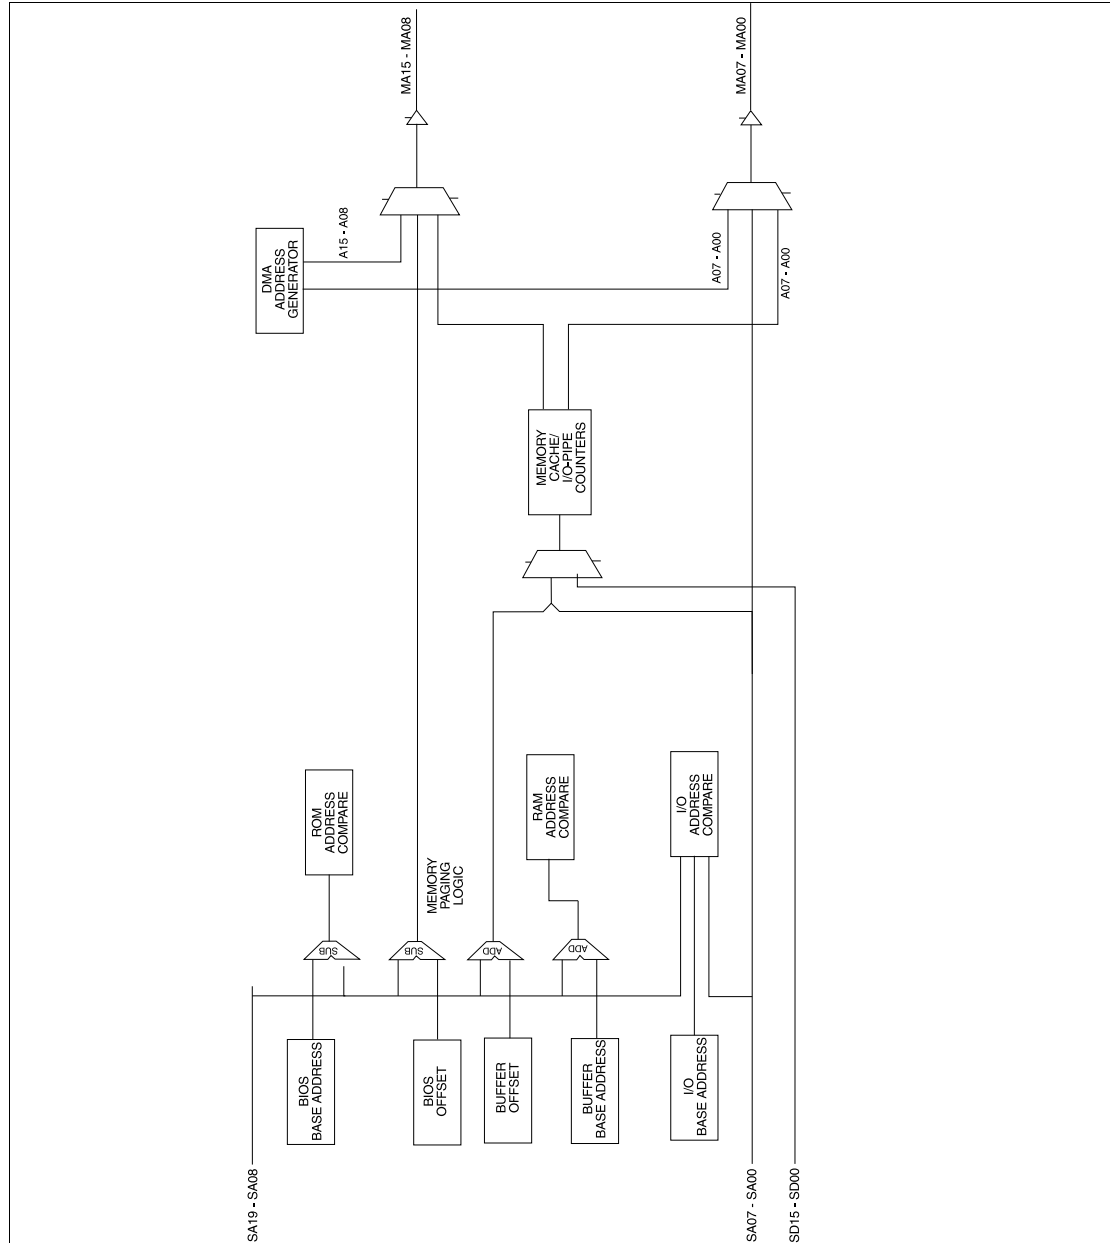 MA15 - MA08
MA07 - MA00
DMA
ADDRESS
GENERATOR
A15 - A08
A07 - A00
A07 - A00
MEMORY
CACHE/
I/O-PIPE
COUNTERS
ROM
ADDRESS
COMPARE
RAM
ADDRESS
COMPARE
I/O
ADDRESS
COMPARE
MEMORY
PAGING
LOGIC
SUB
SUB
ADD
ADD
BIOS
BASE ADDRESS
BIOS
OFFSET
BUFFER
OFFSET
BUFFER
BASE ADDRESS
I/O
BASE ADDRESS
SA19 - SA08
SA07 - SA00
SD15 - SD00